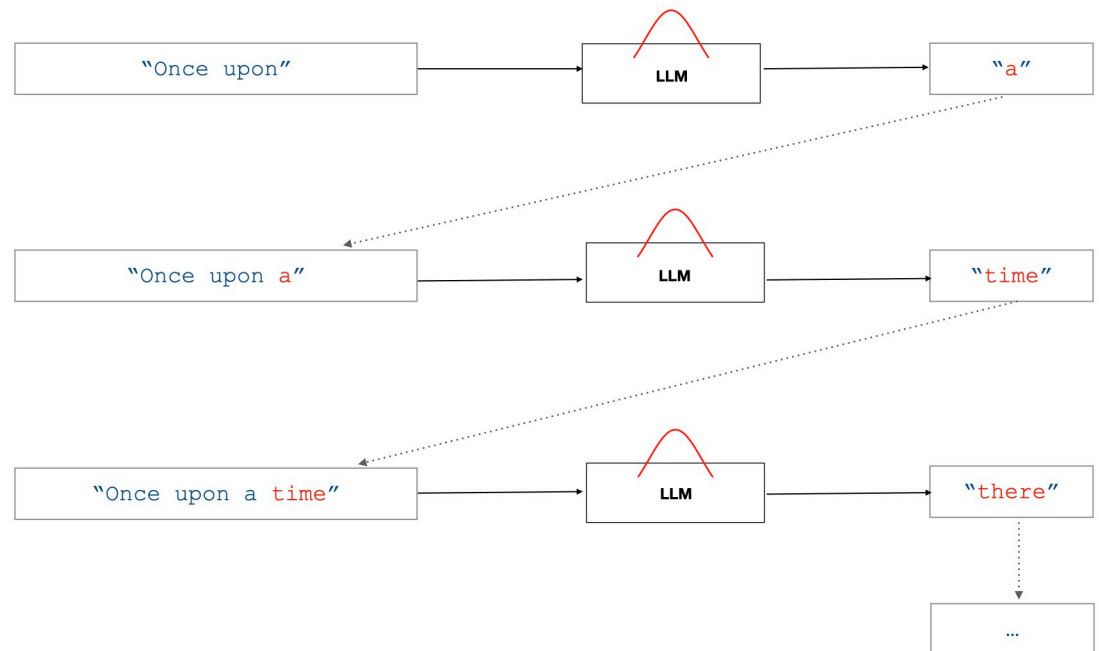 “Once upon”
LLM
“a”
“Once upon a”
LLM
“time”
“Once upon a time”
LLM
“there”
…